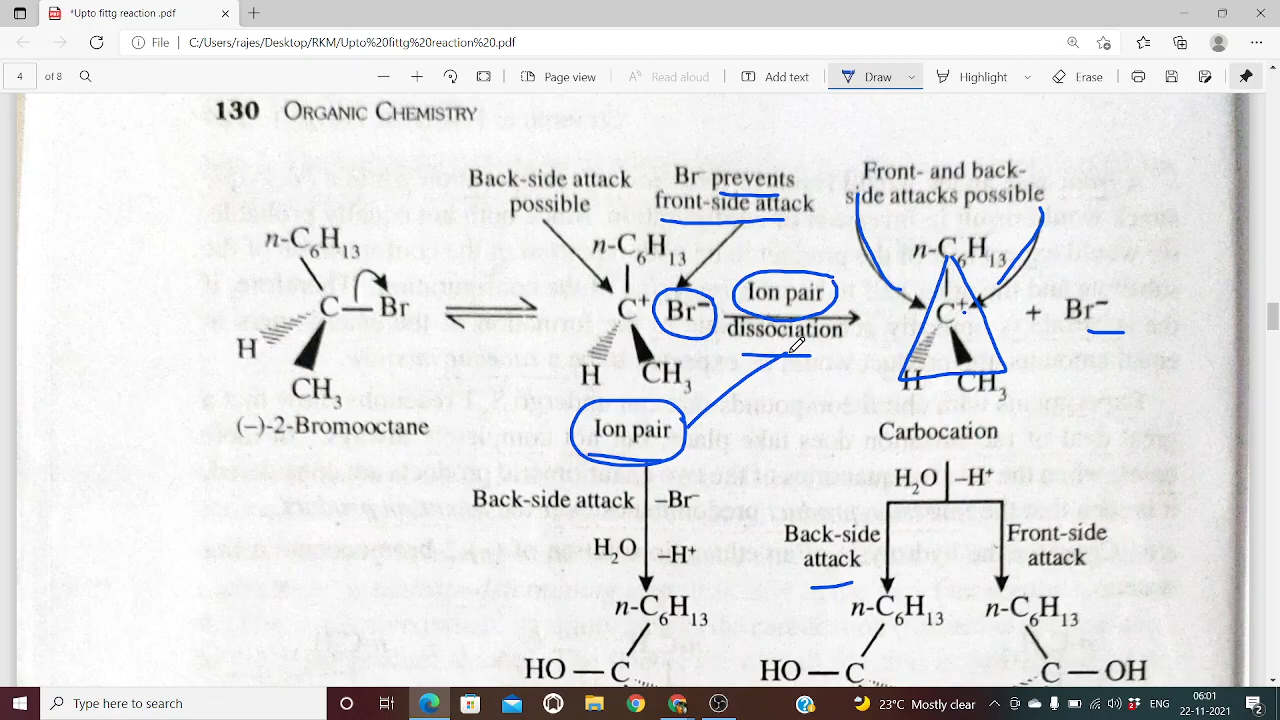 *Upto fittg reaction .pdf
File
C:/Users/rajes/Desktop/RKM/Upto%20fittg%20reaction%20.pdf
4 of 8
Page view
Read aloud
Add text
Draw
Highlight
Erase
130 ORGANIC CHEMISTRY
Back-side attack
possible
Br⁻ prevents
front-side attack
Front- and back-
side attacks possible
n-C₆H₁₃
n-C₆H₁₃
n-C₆H₁₃
C Br
H
CH₃
C⁺ Br⁻
H CH₃
Ion pair
dissociation
C⁺ + Br⁻
H CH₃
(−)-2-Bromooctane
Ion pair
Carbocation
Back-side attack −Br⁻
H₂O −H⁺
H₂O −H⁺
Back-side
attack
Front-side
attack
n-C₆H₁₃
n-C₆H₁₃
n-C₆H₁₃
HO — C
HO — C
C — OH
Type here to search
23°C Mostly clear
ENG
06:01
22-11-2021
2